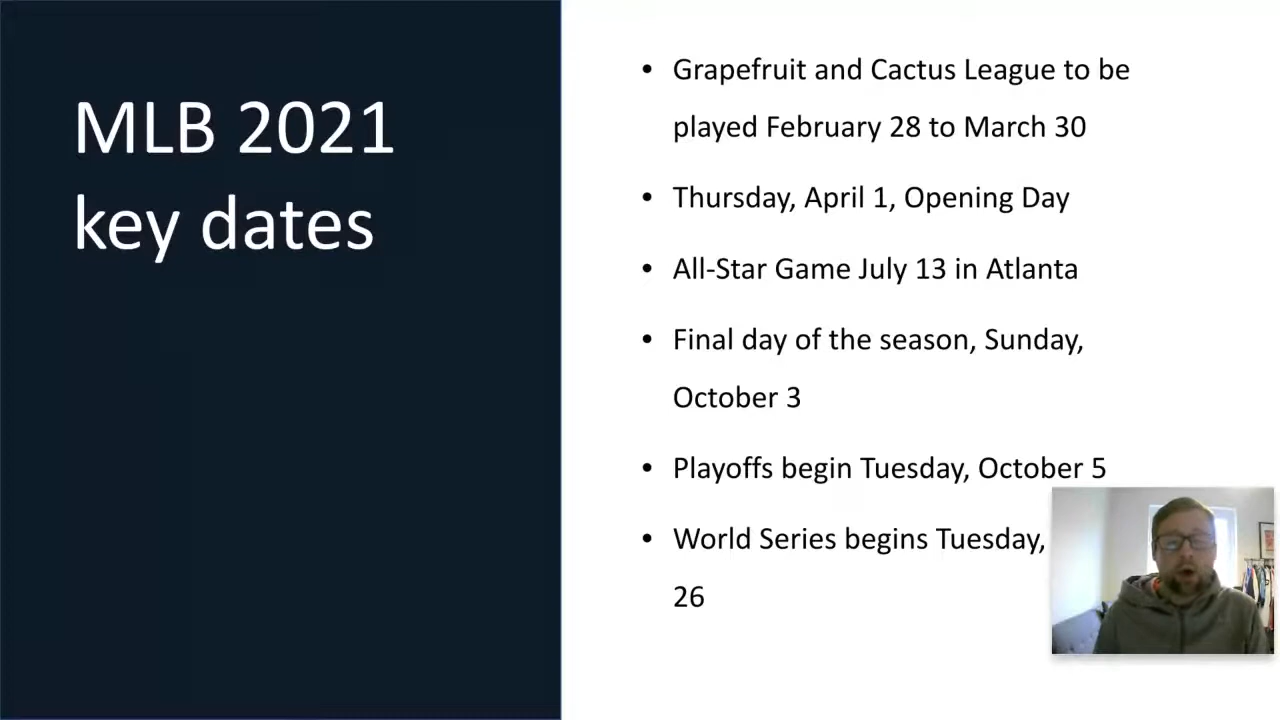 MLB 2021
key dates
• Grapefruit and Cactus League to be
played February 28 to March 30
• Thursday, April 1, Opening Day
• All-Star Game July 13 in Atlanta
• Final day of the season, Sunday,
October 3
• Playoffs begin Tuesday, October 5
• World Series begins Tuesday,
26